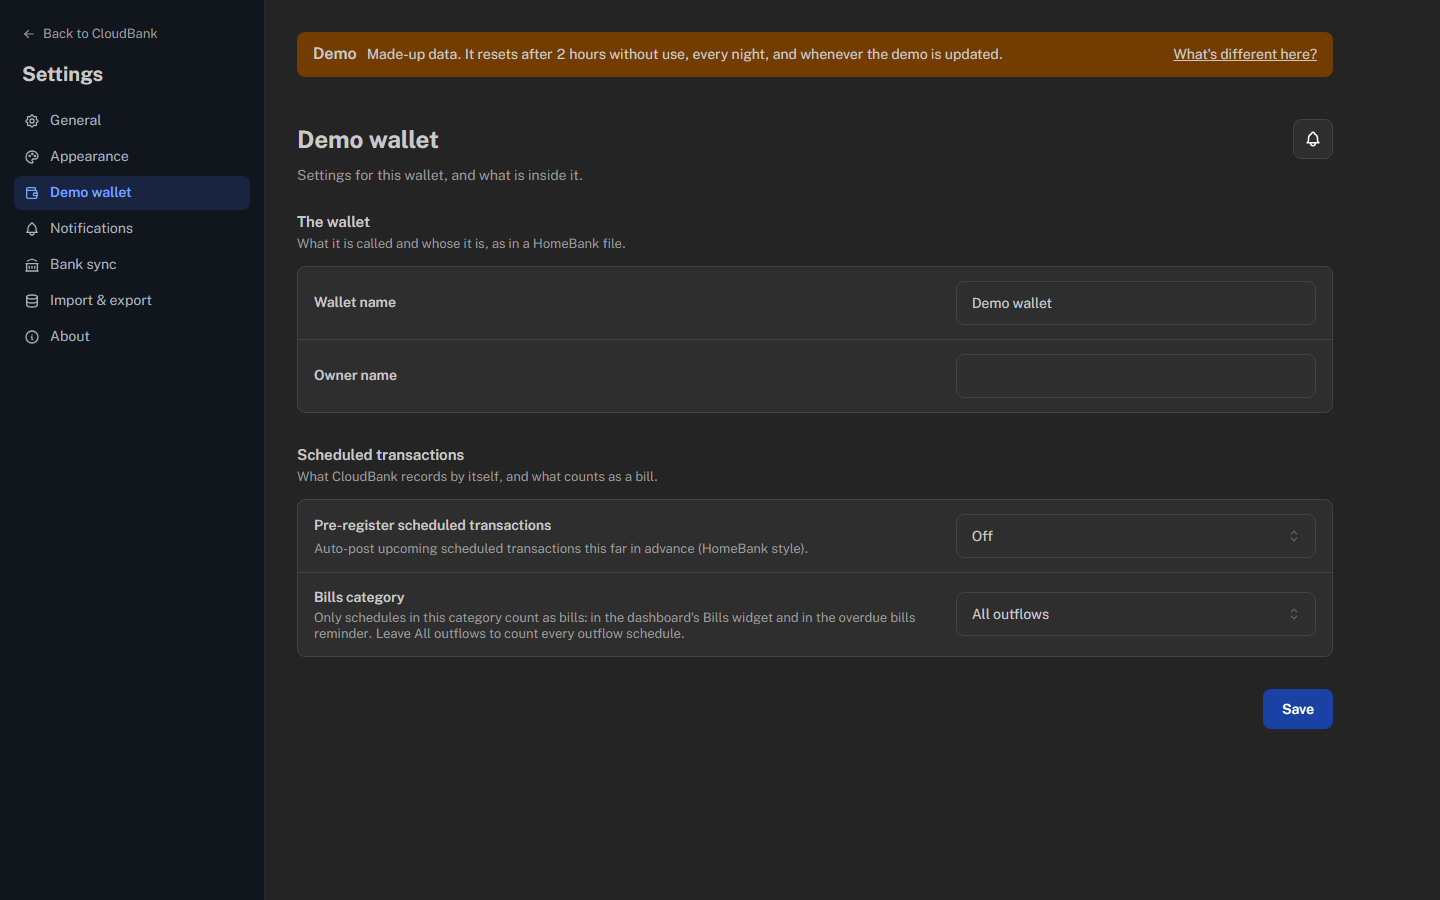 Back to CloudBank
Settings
General
Appearance
Demo wallet
Notifications
Bank sync
Import & export
About
Demo Made-up data. It resets after 2 hours without use, every night, and whenever the demo is updated. What's different here?
Demo wallet
Settings for this wallet, and what is inside it.
The wallet
What it is called and whose it is, as in a HomeBank file.
Wallet name Demo wallet
Owner name
Scheduled transactions
What CloudBank records by itself, and what counts as a bill.
Pre-register scheduled transactions
Auto-post upcoming scheduled transactions this far in advance (HomeBank style).
Off
Bills category
Only schedules in this category count as bills: in the dashboard's Bills widget and in the overdue bills
reminder. Leave All outflows to count every outflow schedule.
All outflows
Save